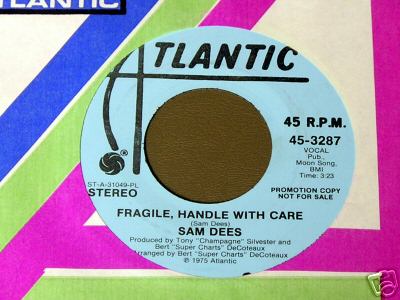 ATLANTIC
ATLANTIC
45 R.P.M.
45-3287
VOCAL
Pub.,
Moon Song,
BMI
Time: 3:23
ST-A-31049-PL
STEREO
PROMOTION COPY
NOT FOR SALE
FRAGILE, HANDLE WITH CARE
(Sam Dees)
SAM DEES
Produced by Tony "Champagne" Silvester and
Bert "Super Charts" DeCoteaux
Arranged by Bert "Super Charts" DeCoteaux
℗ 1975 Atlantic